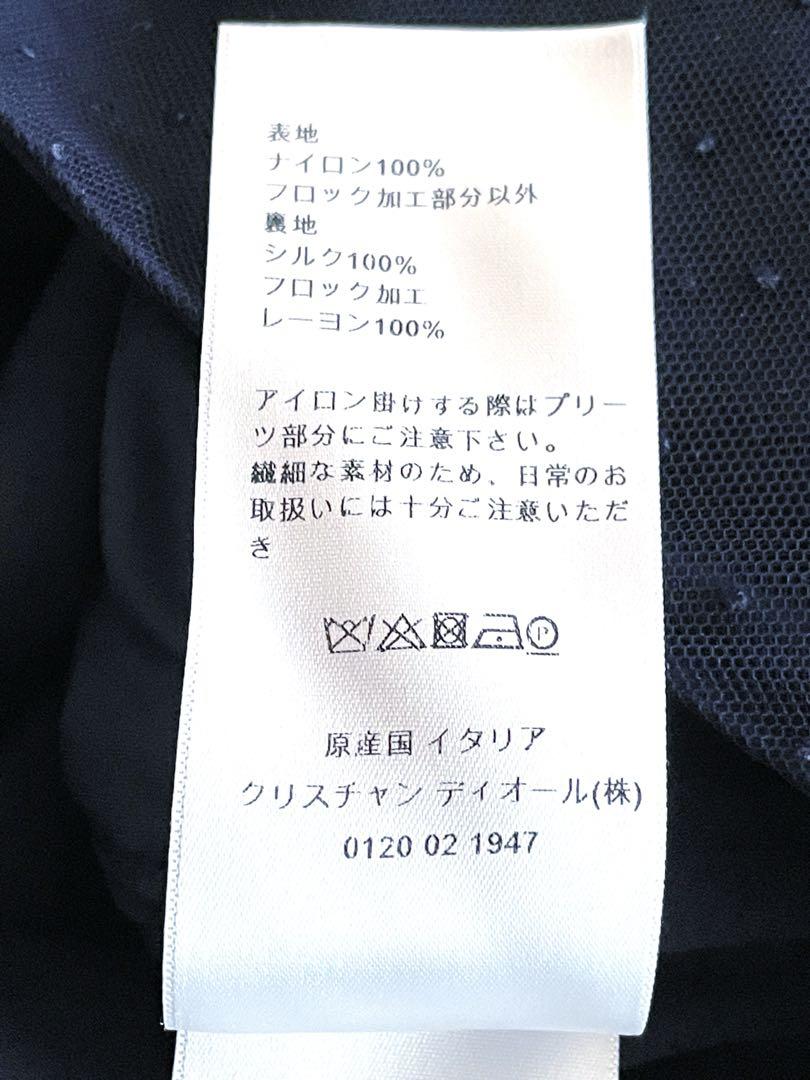 表地
ナイロン100%
フロック加工部分以外
裏地
シルク100%
フロック加工
レーヨン100%
アイロン掛けする際はプリー
ツ部分にご注意下さい。
繊細な素材のため、日常のお
取扱いには十分ご注意いただ
き
P
原産国 イタリア
クリスチャン ディオール(株)
0120 02 1947